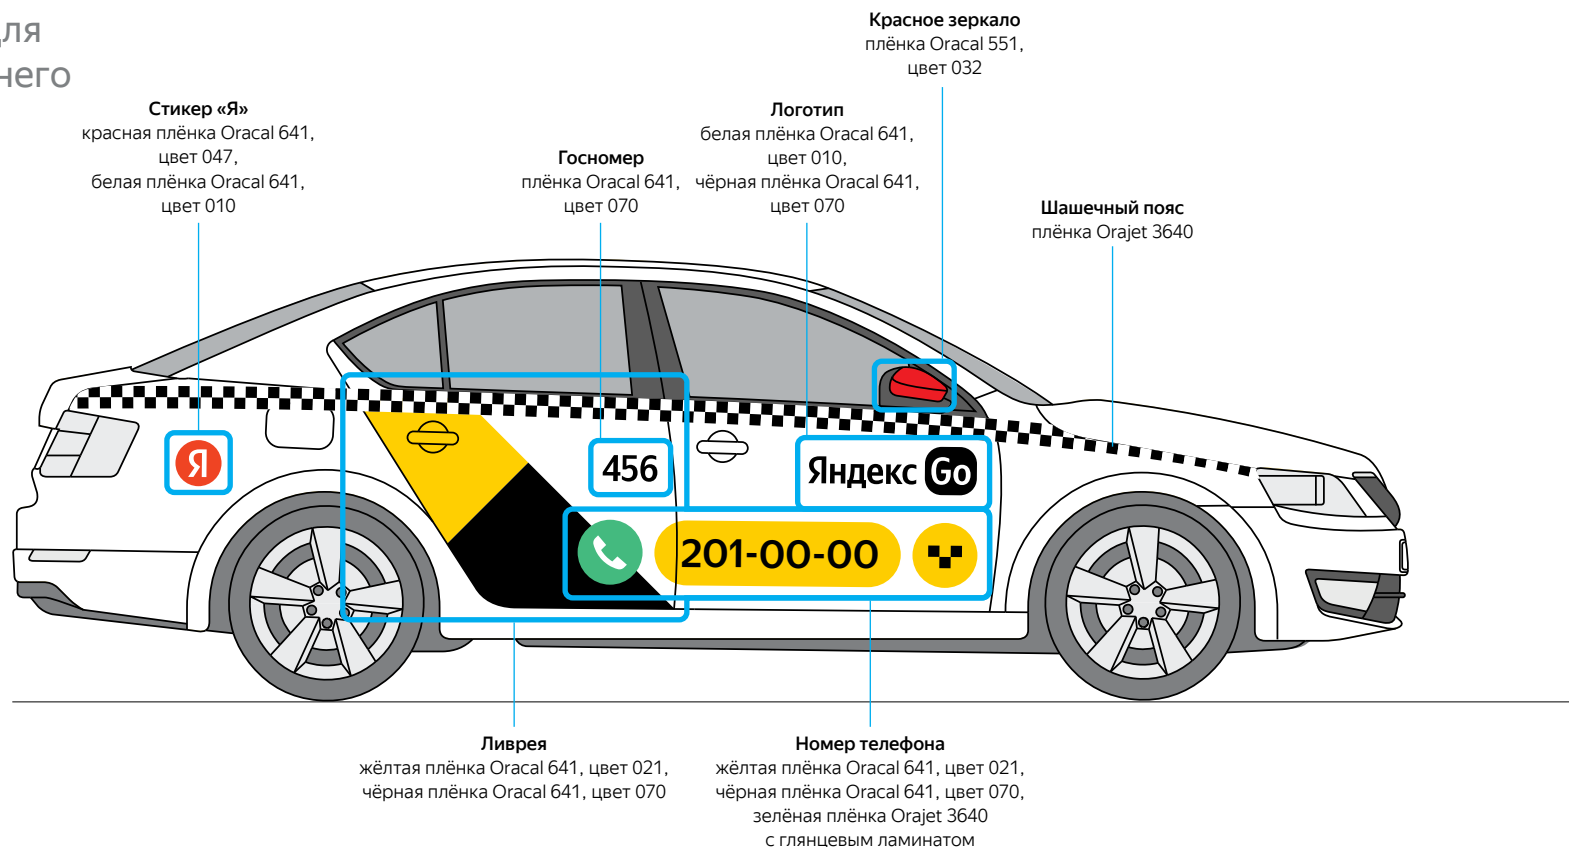 для
него
Красное зеркало
плёнка Oracal 551,
цвет 032
Стикер «Я»
красная плёнка Oracal 641,
цвет 047,
белая плёнка Oracal 641,
цвет 010
Госномер
плёнка Oracal 641,
цвет 070
Логотип
белая плёнка Oracal 641,
цвет 010,
чёрная плёнка Oracal 641,
цвет 070
Шашечный пояс
плёнка Orajet 3640
Я
456
Яндекс Go
201-00-00
Ливрея
жёлтая плёнка Oracal 641, цвет 021,
чёрная плёнка Oracal 641, цвет 070
Номер телефона
жёлтая плёнка Oracal 641, цвет 021,
чёрная плёнка Oracal 641, цвет 070,
зелёная плёнка Orajet 3640
с глянцевым ламинатом